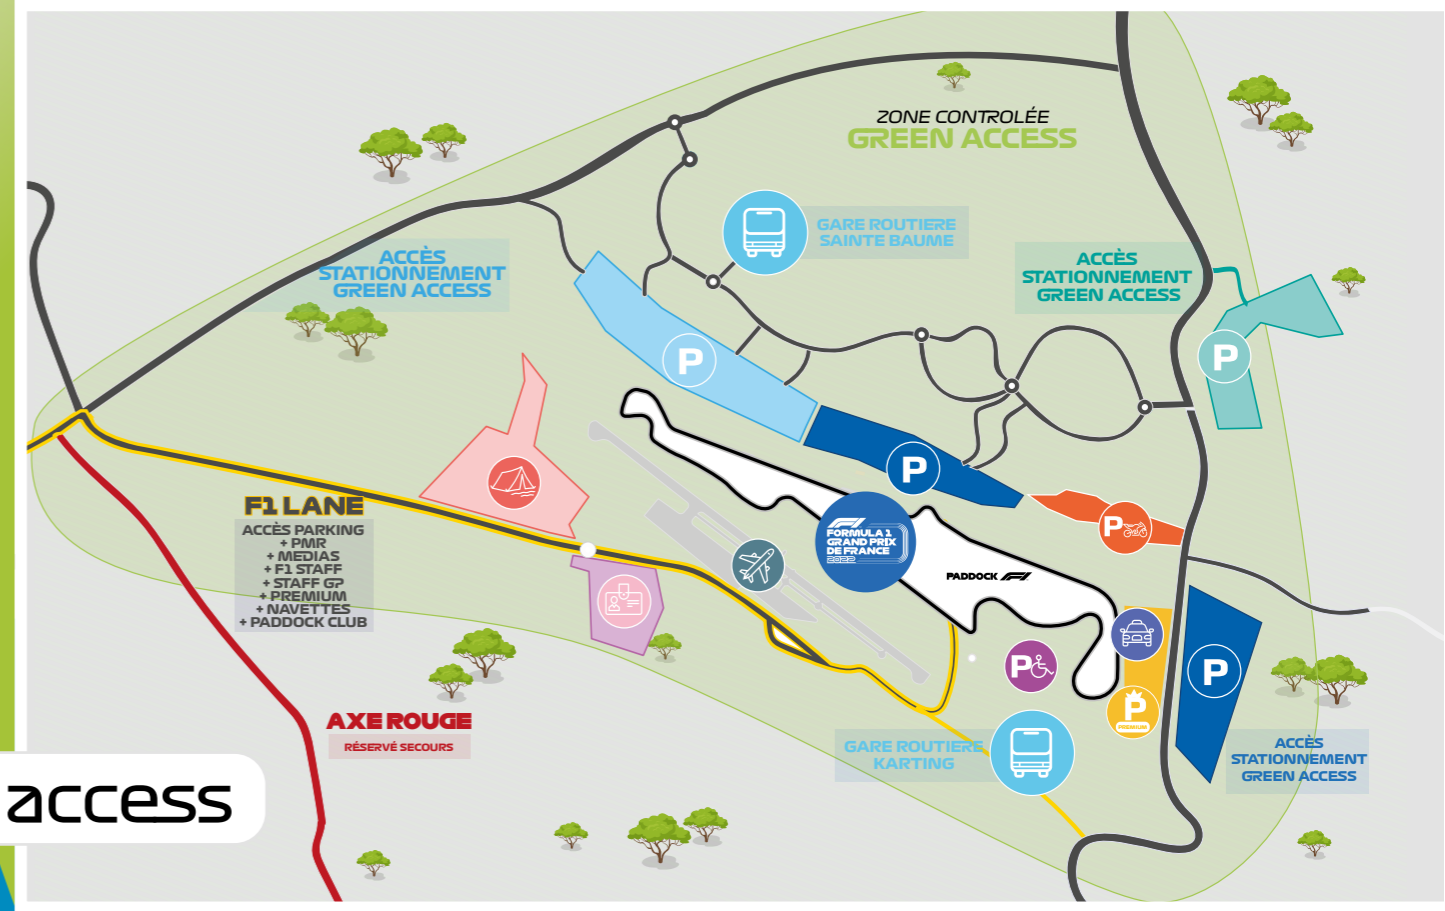 ZONE CONTROLÉE
GREEN ACCESS
GARE ROUTIERE
SAINTE BAUME
ACCÈS
STATIONNEMENT
GREEN ACCESS
ACCÈS
STATIONNEMENT
GREEN ACCESS
P
P
P
P
F1
FORMULA 1
GRAND PRIX
DE FRANCE
2022
PADDOCK F1
F1 LANE
ACCÈS PARKING
+ PMR
+ MEDIAS
+ F1 STAFF
+ STAFF GP
+ PREMIUM
+ NAVETTES
+ PADDOCK CLUB
P
P
P
PREMIUM
AXE ROUGE
RÉSERVÉ SECOURS
GARE ROUTIERE
KARTING
ACCÈS
STATIONNEMENT
GREEN ACCESS
access